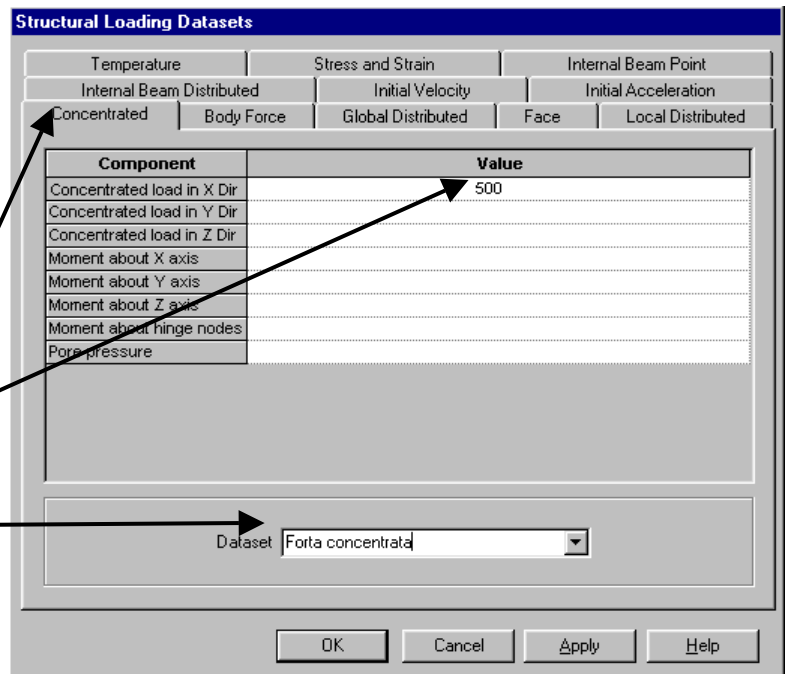 Structural Loading Datasets
Temperature Stress and Strain Internal Beam Point
Internal Beam Distributed Initial Velocity Initial Acceleration
Concentrated Body Force Global Distributed Face Local Distributed
Component Value
Concentrated load in X Dir 500
Concentrated load in Y Dir
Concentrated load in Z Dir
Moment about X axis
Moment about Y axis
Moment about Z axis
Moment about hinge nodes
Pore pressure
Dataset Forta concentrata
OK Cancel Apply Help